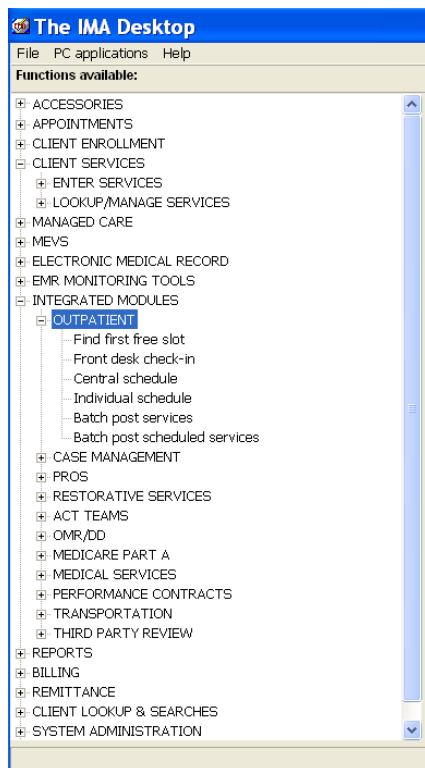 The IMA Desktop
File PC applications Help
Functions available:
ACCESSORIES
APPOINTMENTS
CLIENT ENROLLMENT
CLIENT SERVICES
ENTER SERVICES
LOOKUP/MANAGE SERVICES
MANAGED CARE
MEVS
ELECTRONIC MEDICAL RECORD
EMR MONITORING TOOLS
INTEGRATED MODULES
OUTPATIENT
Find first free slot
Front desk check-in
Central schedule
Individual schedule
Batch post services
Batch post scheduled services
CASE MANAGEMENT
PROS
RESTORATIVE SERVICES
ACT TEAMS
OMR/DD
MEDICARE PART A
MEDICAL SERVICES
PERFORMANCE CONTRACTS
TRANSPORTATION
THIRD PARTY REVIEW
REPORTS
BILLING
REMITTANCE
CLIENT LOOKUP & SEARCHES
SYSTEM ADMINISTRATION